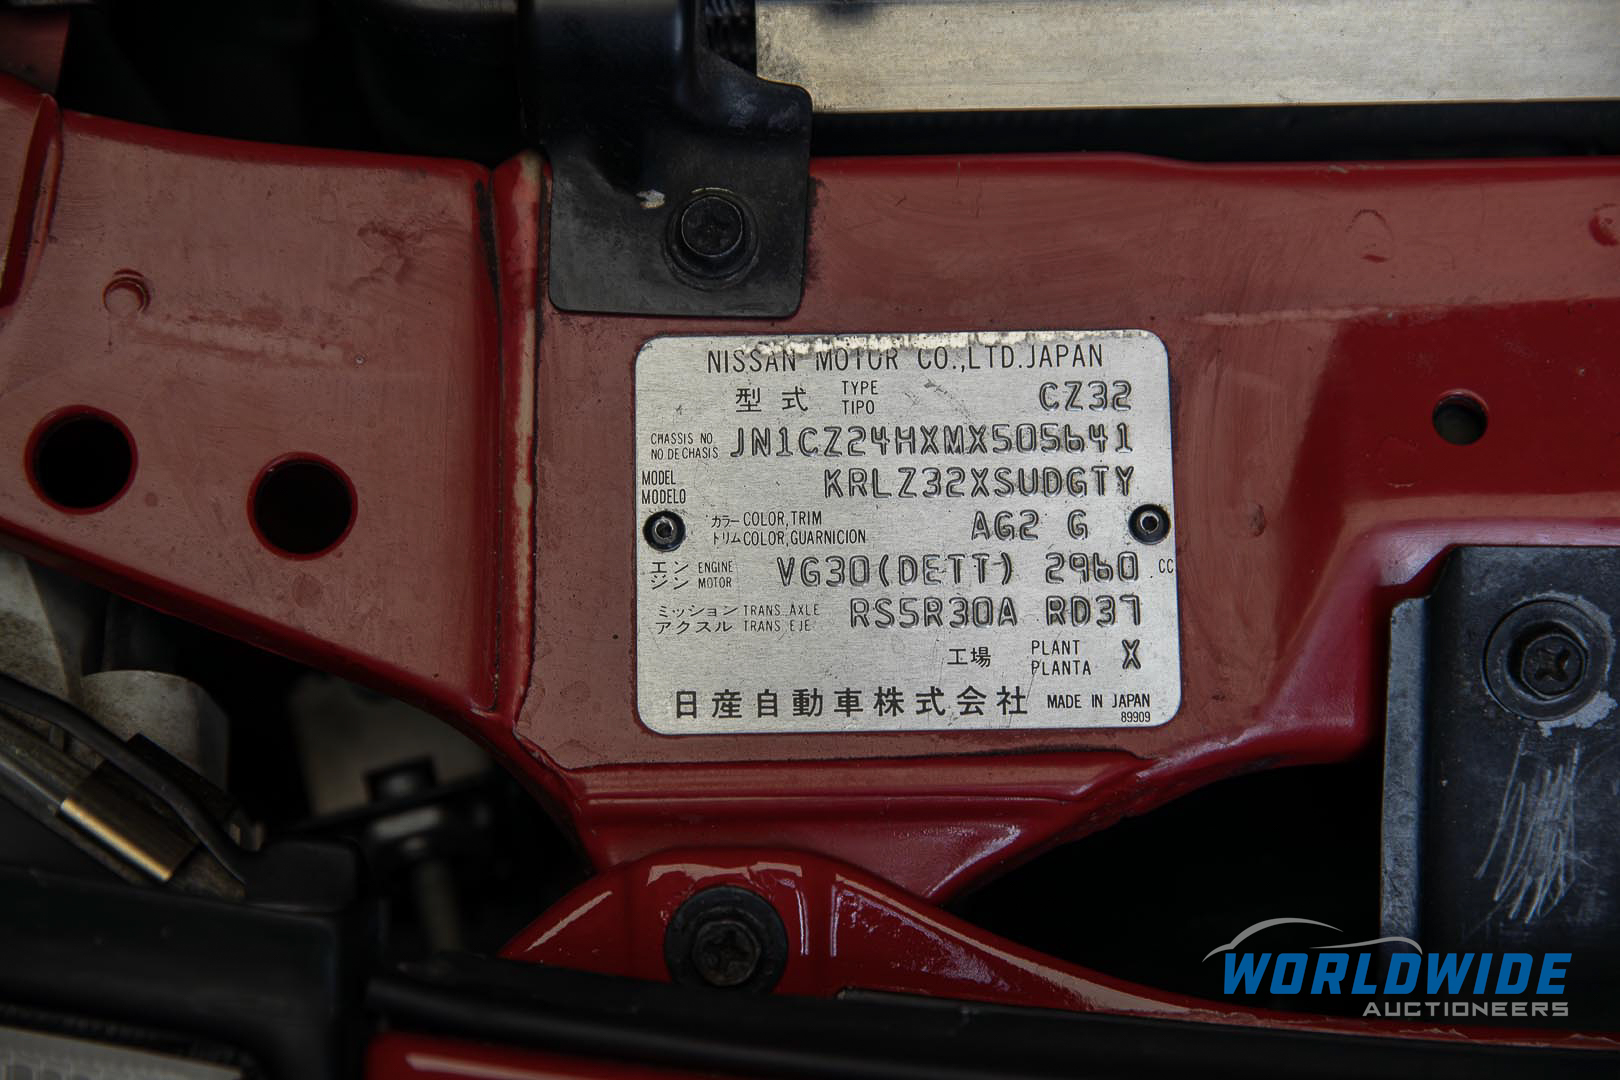 NISSAN MOTOR CO.,LTD.JAPAN
型式 TYPE TIPO CZ32
CHASSIS NO. NO DE CHASIS JN1CZ24HXMX505641
MODEL MODELO KRLZ32XSUDGTY
カラー COLOR,TRIM トリム COLOR,GUARNICION AG2 G
エンジン ENGINE MOTOR VG30(DETT) 2960 CC
ミッション TRANS. AXLE アクスル TRANS. EJE RS5R30A RD37
工場 PLANT PLANTA X
日産自動車株式会社 MADE IN JAPAN
89909
WORLDWIDE
AUCTIONEERS